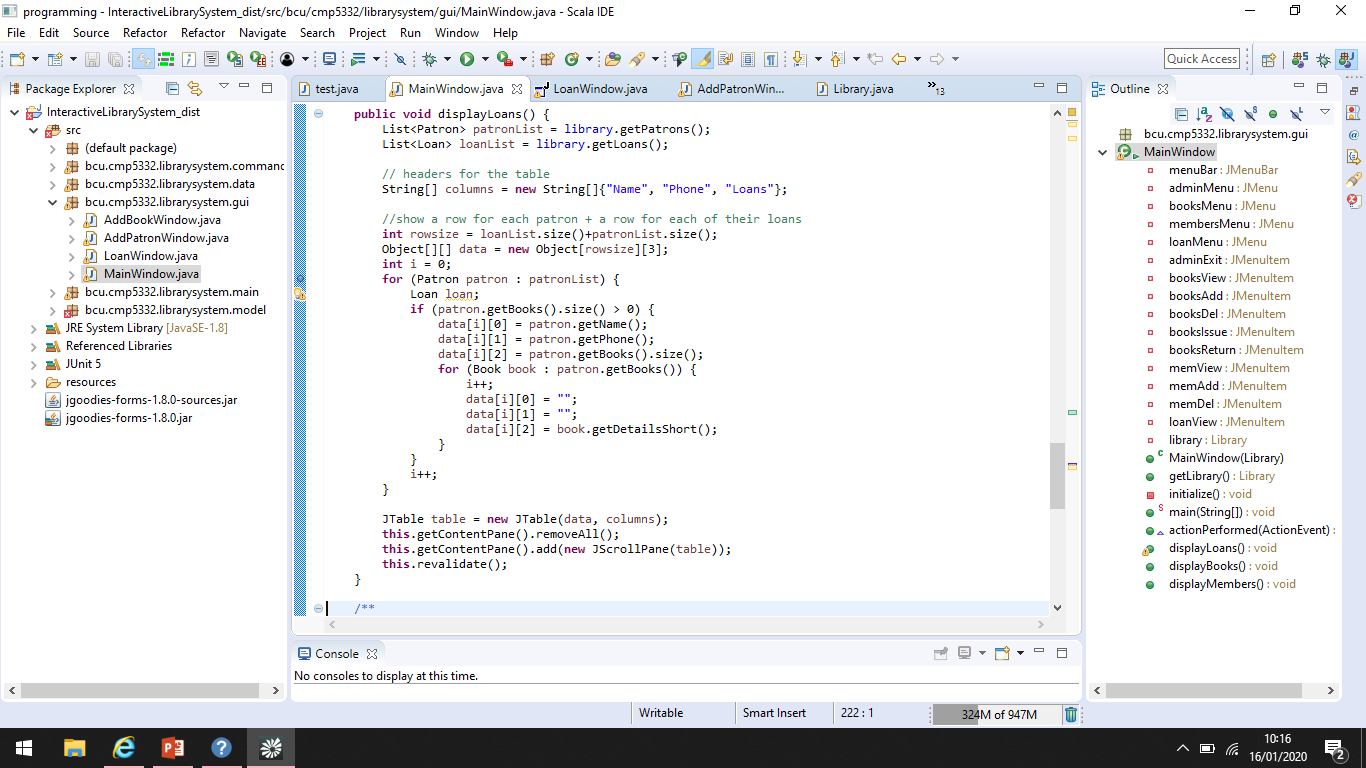 programming - InteractiveLibrarySystem_dist/src/bcu/cmp5332/librarysystem/gui/MainWindow.java - Scala IDE
File Edit Source Refactor Refactor Navigate Search Project Run Window Help
Quick Access
Package Explorer
InteractiveLibrarySystem_dist
src
(default package)
bcu.cmp5332.librarysystem.commanc
bcu.cmp5332.librarysystem.data
bcu.cmp5332.librarysystem.gui
AddBookWindow.java
AddPatronWindow.java
LoanWindow.java
MainWindow.java
bcu.cmp5332.librarysystem.main
bcu.cmp5332.librarysystem.model
JRE System Library [JavaSE-1.8]
Referenced Libraries
JUnit 5
resources
jgoodies-forms-1.8.0-sources.jar
jgoodies-forms-1.8.0.jar
test.java MainWindow.java LoanWindow.java AddPatronWin... Library.java »13
public void displayLoans() {
List<Patron> patronList = library.getPatrons();
List<Loan> loanList = library.getLoans();
// headers for the table
String[] columns = new String[]{"Name", "Phone", "Loans"};
//show a row for each patron + a row for each of their loans
int rowsize = loanList.size()+patronList.size();
Object[][] data = new Object[rowsize][3];
int i = 0;
for (Patron patron : patronList) {
Loan loan;
if (patron.getBooks().size() > 0) {
data[i][0] = patron.getName();
data[i][1] = patron.getPhone();
data[i][2] = patron.getBooks().size();
for (Book book : patron.getBooks()) {
i++;
data[i][0] = "";
data[i][1] = "";
data[i][2] = book.getDetailsShort();
}
}
i++;
}
JTable table = new JTable(data, columns);
this.getContentPane().removeAll();
this.getContentPane().add(new JScrollPane(table));
this.revalidate();
}
/**
Console
No consoles to display at this time.
Outline
bcu.cmp5332.librarysystem.gui
MainWindow
menuBar : JMenuBar
adminMenu : JMenu
booksMenu : JMenu
membersMenu : JMenu
loanMenu : JMenu
adminExit : JMenuItem
booksView : JMenuItem
booksAdd : JMenuItem
booksDel : JMenuItem
booksIssue : JMenuItem
booksReturn : JMenuItem
memView : JMenuItem
memAdd : JMenuItem
memDel : JMenuItem
loanView : JMenuItem
library : Library
MainWindow(Library)
getLibrary() : Library
initialize() : void
main(String[]) : void
actionPerformed(ActionEvent) :
displayLoans() : void
displayBooks() : void
displayMembers() : void
Writable Smart Insert 222 : 1 324M of 947M
10:16
16/01/2020
2